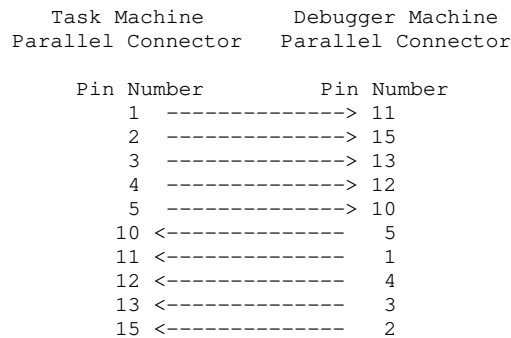 Task Machine Debugger Machine
Parallel Connector Parallel Connector
Pin Number Pin Number
1 --------------> 11
2 --------------> 15
3 --------------> 13
4 --------------> 12
5 --------------> 10
10 <-------------- 5
11 <-------------- 1
12 <-------------- 4
13 <-------------- 3
15 <-------------- 2